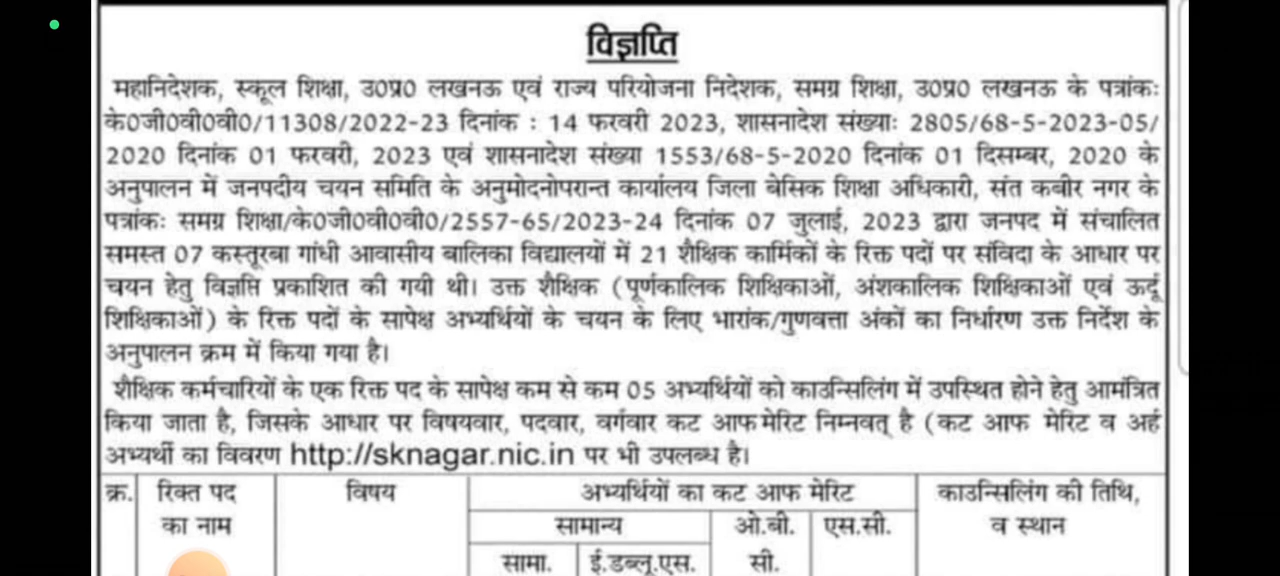 विज्ञप्ति
महानिदेशक, स्कूल शिक्षा, उ0प्र0 लखनऊ एवं राज्य परियोजना निदेशक, समग्र शिक्षा, उ0प्र0 लखनऊ के पत्रांकः
के0जी0वी0वी0/11308/2022-23 दिनांक : 14 फरवरी 2023, शासनादेश संख्याः 2805/68-5-2023-05/
2020 दिनांक 01 फरवरी, 2023 एवं शासनादेश संख्या 1553/68-5-2020 दिनांक 01 दिसम्बर, 2020 के
अनुपालन में जनपदीय चयन समिति के अनुमोदनोपरान्त कार्यालय जिला बेसिक शिक्षा अधिकारी, संत कबीर नगर के
पत्रांकः समग्र शिक्षा/के0जी0वी0वी0/2557-65/2023-24 दिनांक 07 जुलाई, 2023 द्वारा जनपद में संचालित
समस्त 07 कस्तूरबा गांधी आवासीय बालिका विद्यालयों में 21 शैक्षिक कार्मिकों के रिक्त पदों पर संविदा के आधार पर
चयन हेतु विज्ञप्ति प्रकाशित की गयी थी। उक्त शैक्षिक (पूर्णकालिक शिक्षिकाओं, अंशकालिक शिक्षिकाओं एवं ऊर्दू
शिक्षिकाओं) के रिक्त पदों के सापेक्ष अभ्यर्थियों के चयन के लिए भारांक/गुणवत्ता अंकों का निर्धारण उक्त निर्देश के
अनुपालन क्रम में किया गया है।
शैक्षिक कर्मचारियों के एक रिक्त पद के सापेक्ष कम से कम 05 अभ्यर्थियों को काउन्सिलिंग में उपस्थित होने हेतु आमंत्रित
किया जाता है, जिसके आधार पर विषयवार, पदवार, वर्गवार कट आफ मेरिट निम्नवत् है (कट आफ मेरिट व अर्ह
अभ्यर्थी का विवरण http://sknagar.nic.in पर भी उपलब्ध है।
क्र. रिक्त पद विषय अभ्यर्थियों का कट आफ मेरिट काउन्सिलिंग की तिथि,
का नाम सामान्य ओ.बी. एस.सी. व स्थान
सामा. ई.डब्लू.एस. सी.